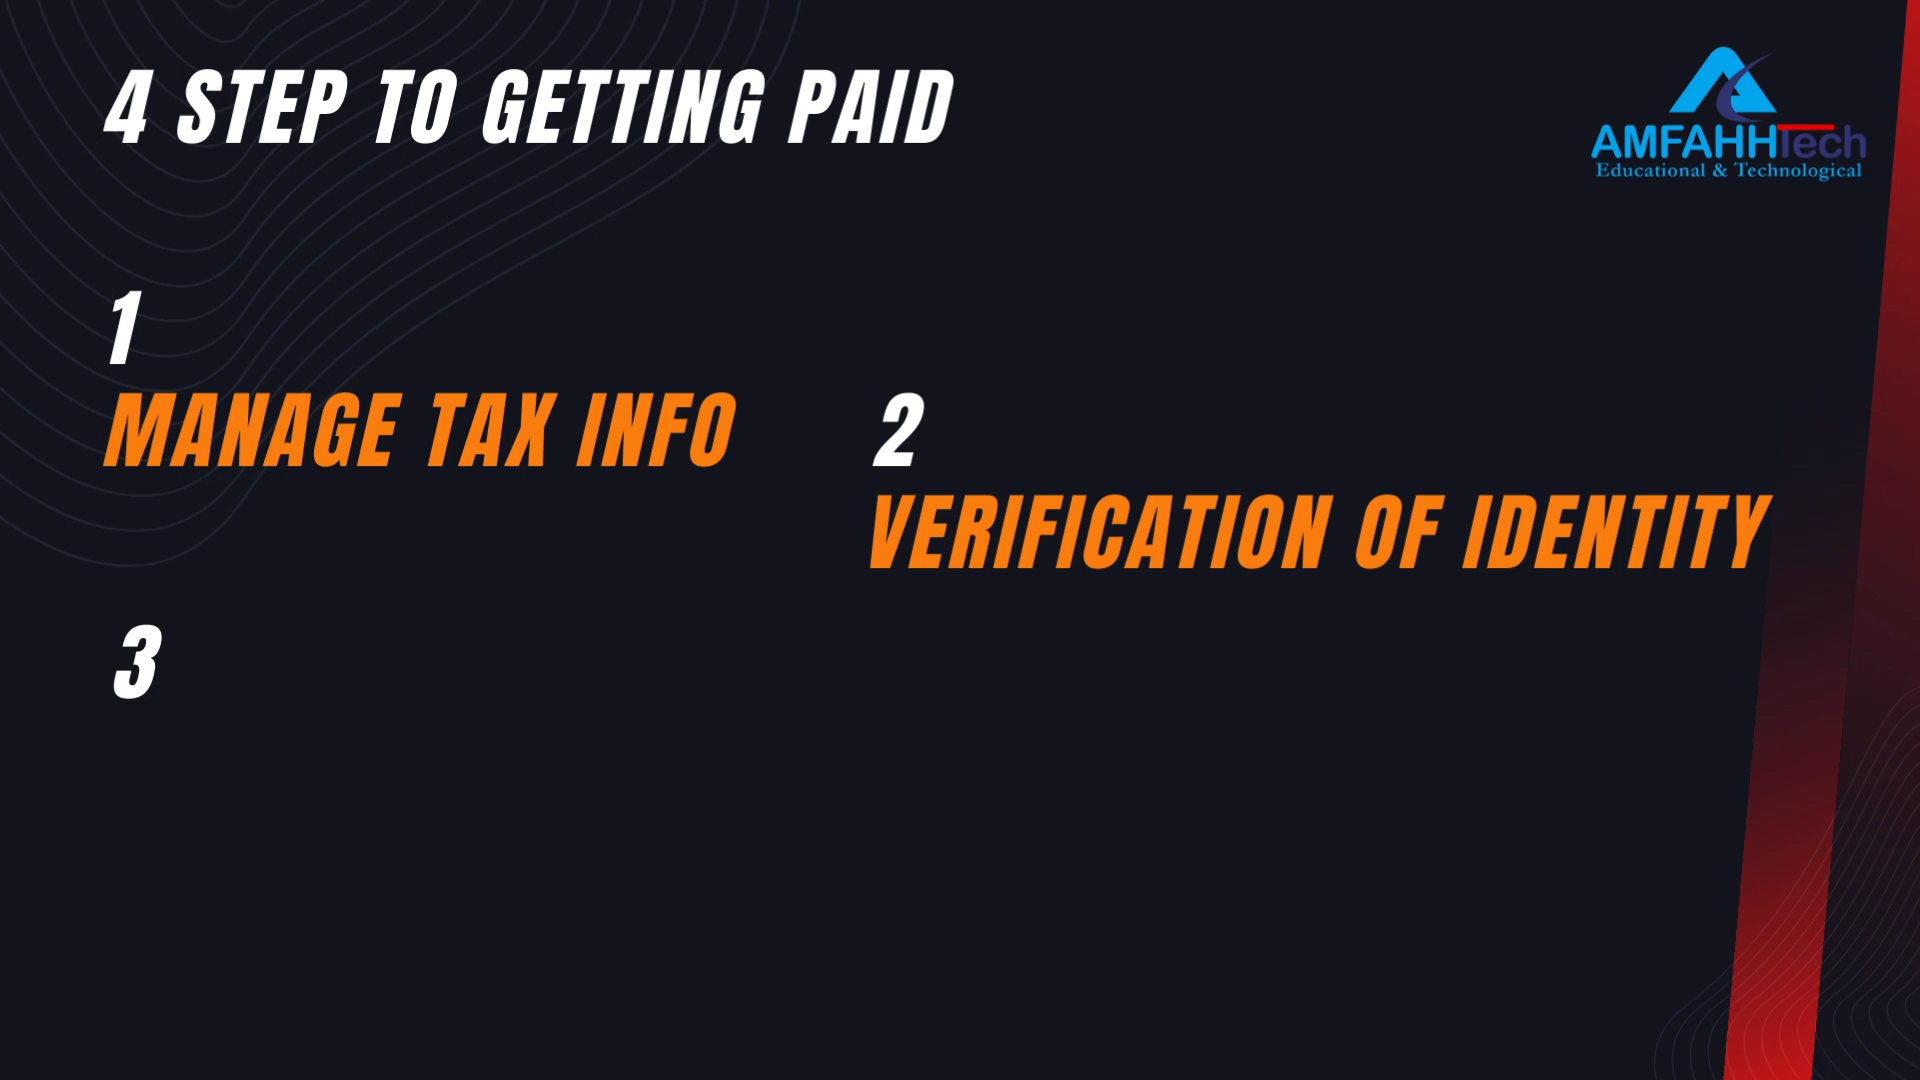 4 STEP TO GETTING PAID
AMFAHHTech
Educational & Technological
1
MANAGE TAX INFO
2
VERIFICATION OF IDENTITY
3